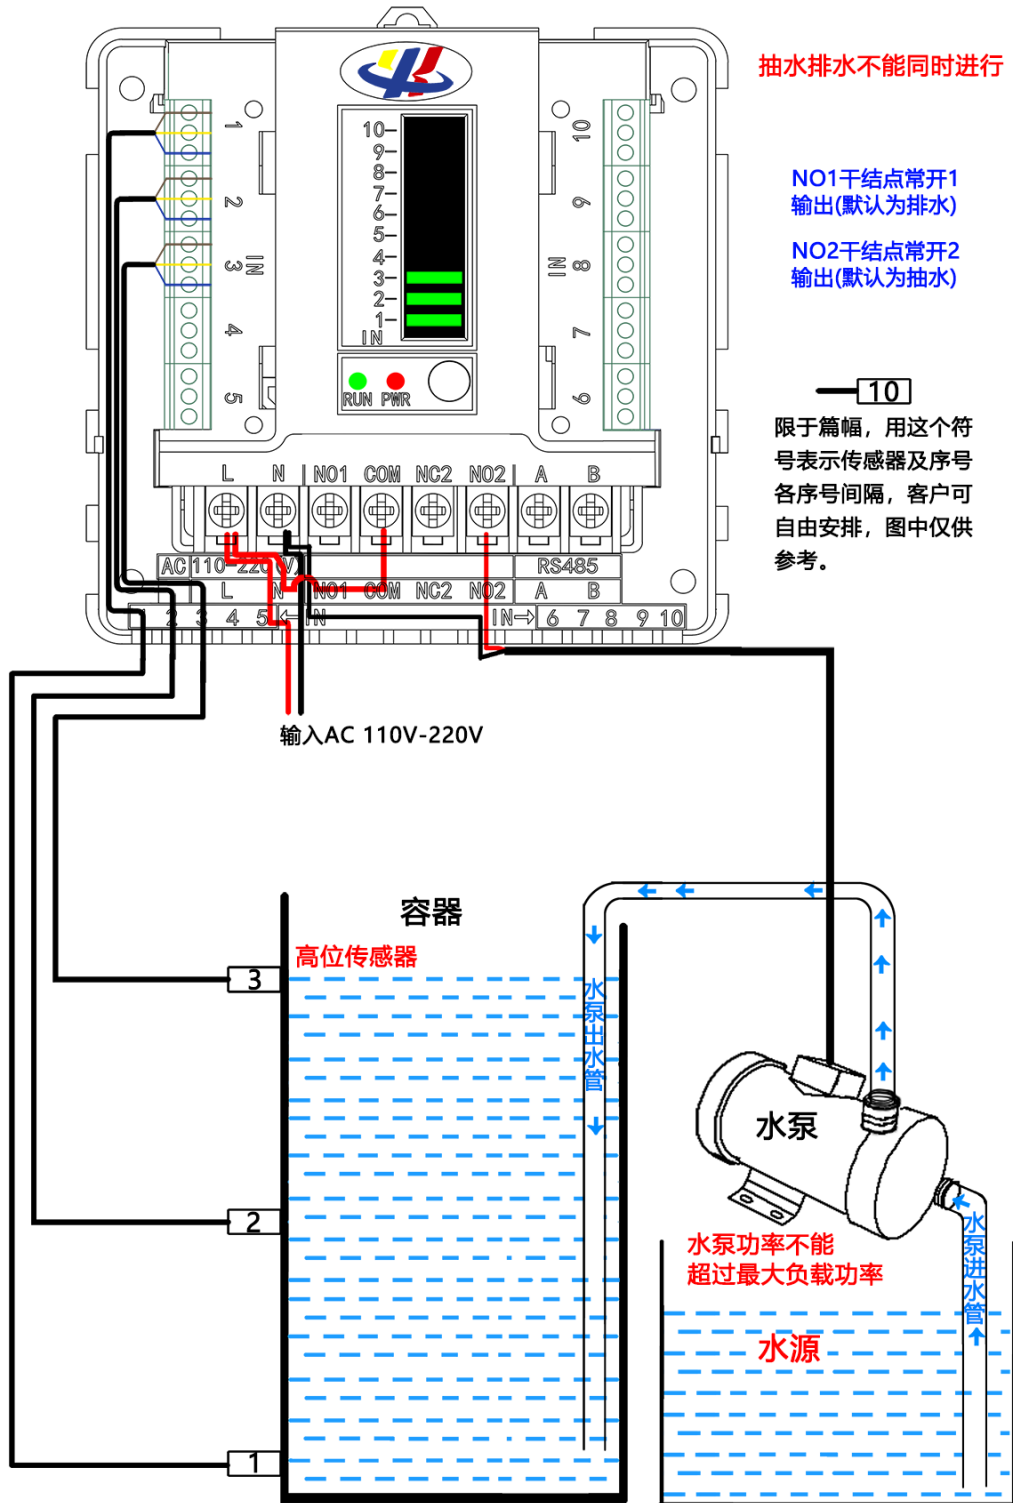 抽水排水不能同时进行
1
2
3
IN
4
5
10-
9-
8-
7-
6-
5-
4-
3-
2-
1-
IN
RUN PWR
10
9
8
IN
7
6
NO1干结点常开1
输出(默认为排水)
NO2干结点常开2
输出(默认为抽水)
10
限于篇幅，用这个符
号表示传感器及序号
各序号间隔，客户可
自由安排，图中仅供
参考。
L N NO1 COM NC2 NO2 A B
AC 110-220(V) RS485
L N NO1 COM NC2 NO2 A B
1 2 3 4 5←IN IN→6 7 8 9 10
输入AC 110V-220V
容器
高位传感器
3
2
1
水泵出水管
水泵
水泵进水管
水泵功率不能
超过最大负载功率
水源